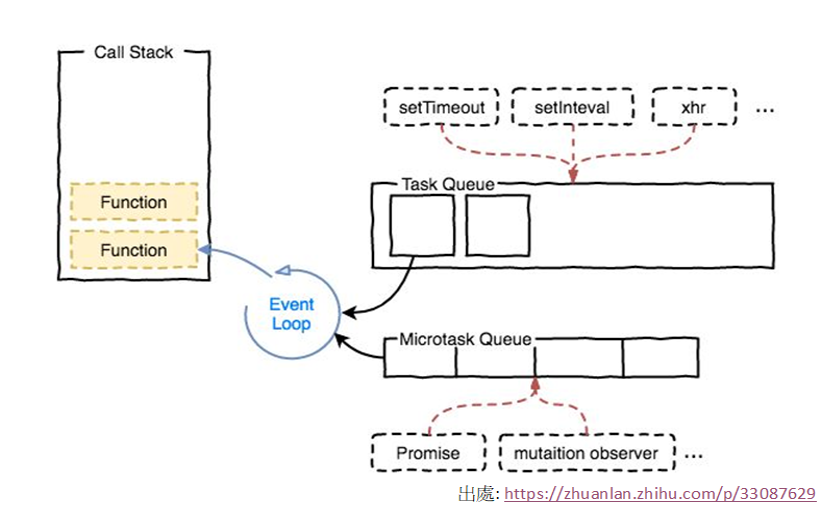 Call Stack
Function
Function
Event
Loop
setTimeout
setInteval
xhr
...
Task Queue
Microtask Queue
Promise
mutaition observer
...
出處: https://zhuanlan.zhihu.com/p/33087629